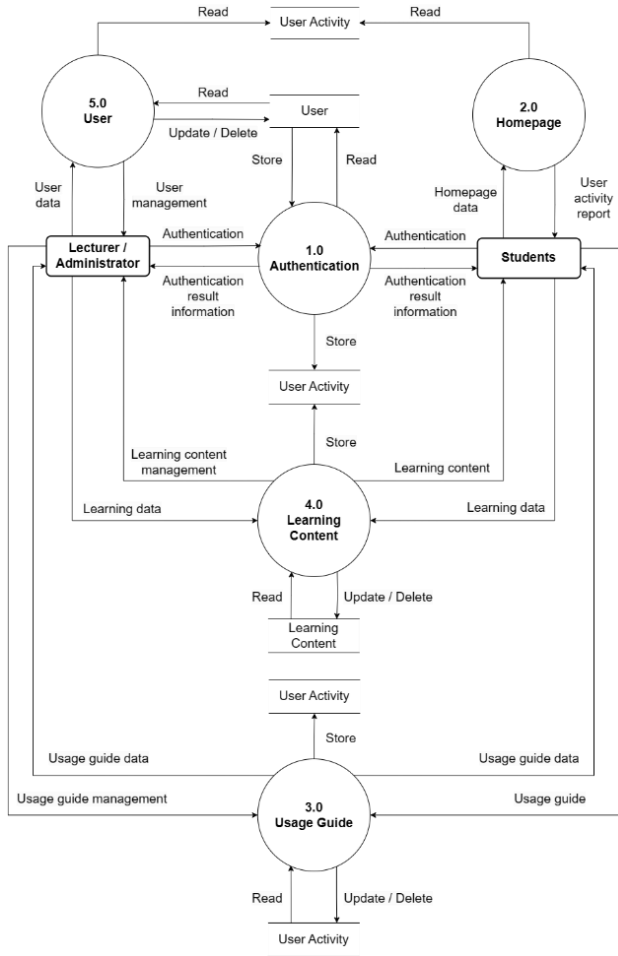 Read
User Activity
Read
5.0
User
Read
Update / Delete
User
2.0
Homepage
Store
Read
User
data
User
management
Homepage
data
User
activity
report
Lecturer /
Administrator
Authentication
1.0
Authentication
Authentication
Students
Authentication
result
information
Authentication
result
information
Store
User Activity
Store
Learning content
management
Learning content
Learning data
4.0
Learning
Content
Learning data
Read
Update / Delete
Learning
Content
User Activity
Store
Usage guide data
Usage guide data
Usage guide management
3.0
Usage Guide
Usage guide
Read
Update / Delete
User Activity